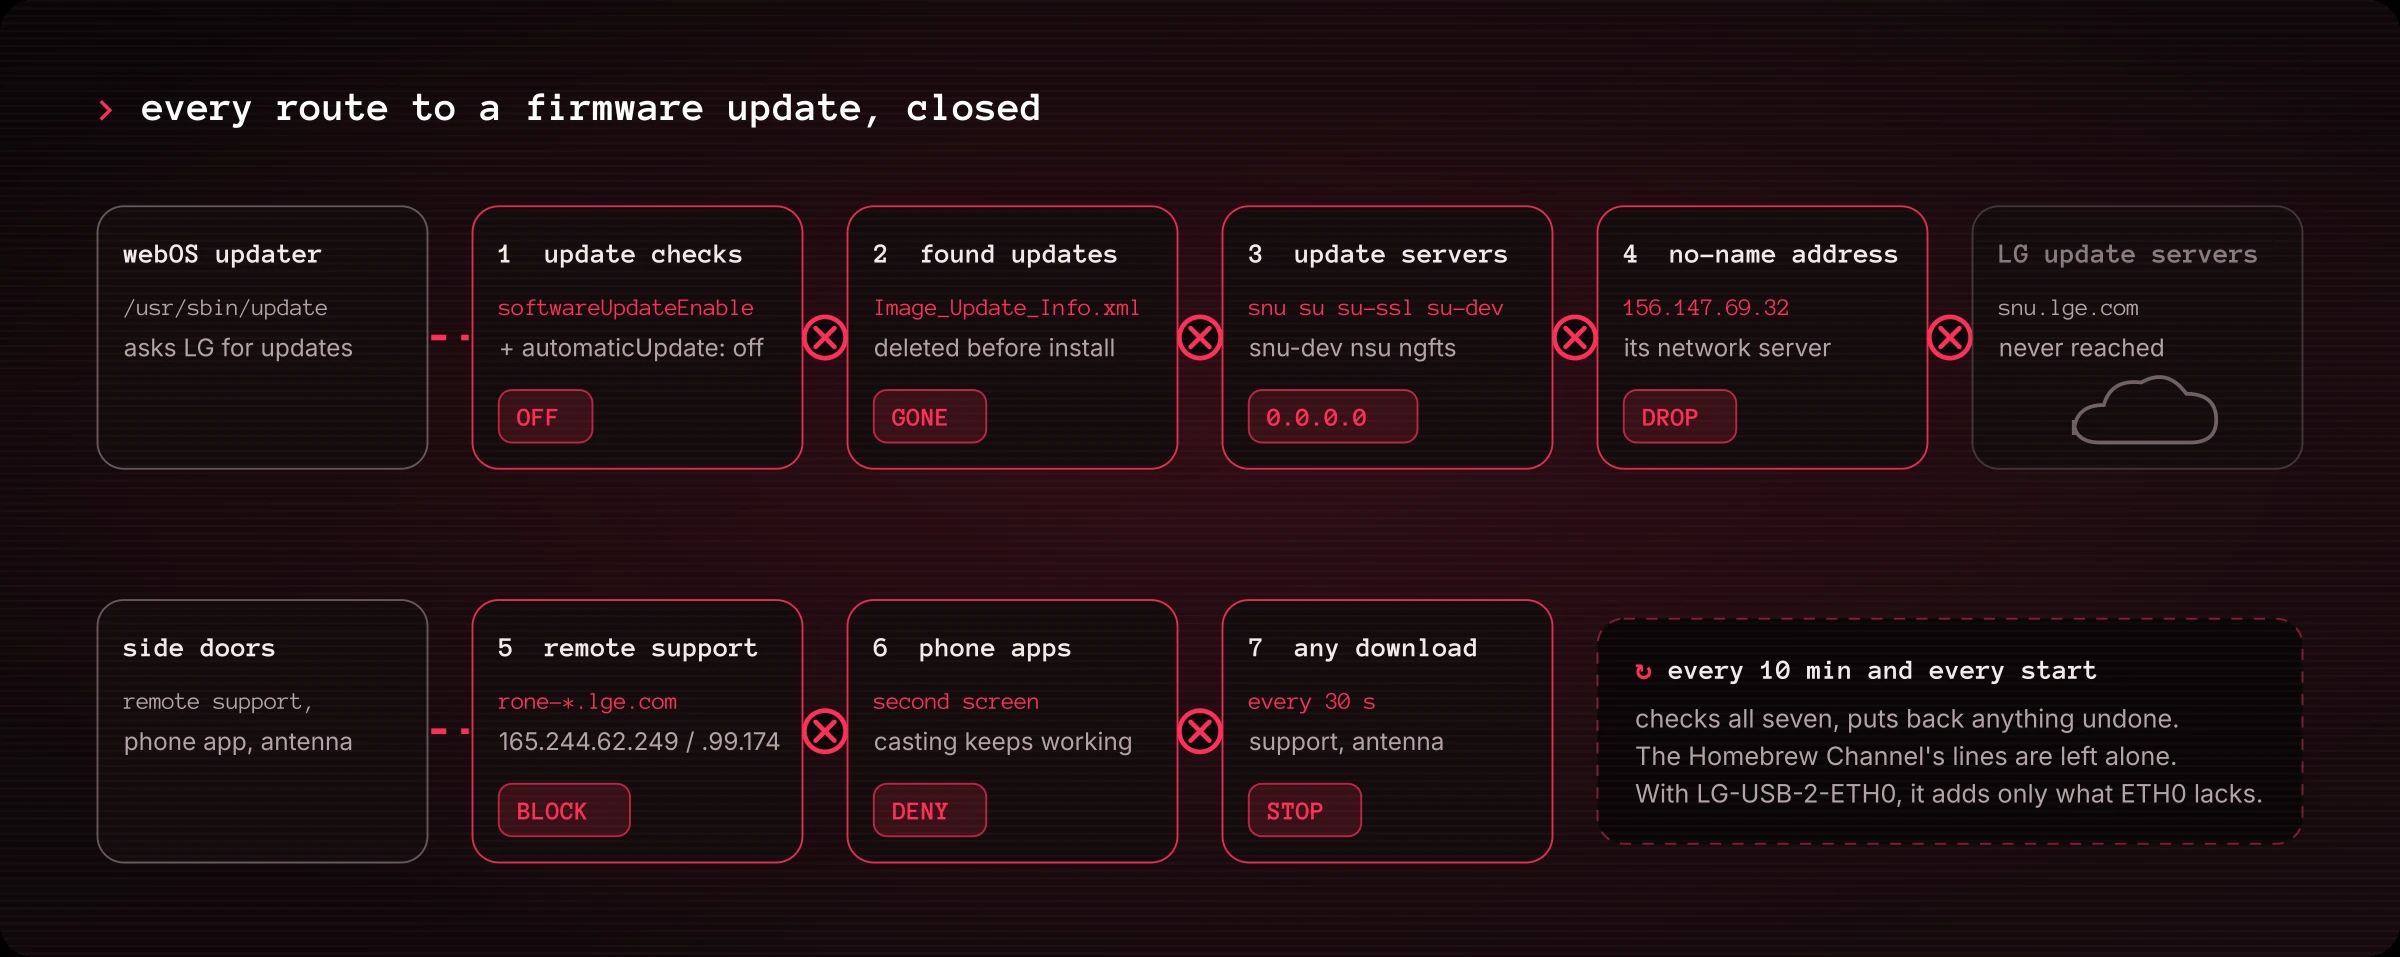 › every route to a firmware update, closed
webOS updater
/usr/sbin/update
asks LG for updates
1 update checks
softwareUpdateEnable
+ automaticUpdate: off
OFF
2 found updates
Image_Update_Info.xml
deleted before install
GONE
3 update servers
snu su su-ssl su-dev
snu-dev nsu ngfts
0.0.0.0
4 no-name address
156.147.69.32
its network server
DROP
LG update servers
snu.lge.com
never reached
side doors
remote support,
phone app, antenna
5 remote support
rone-*.lge.com
165.244.62.249 / .99.174
BLOCK
6 phone apps
second screen
casting keeps working
DENY
7 any download
every 30 s
support, antenna
STOP
↻ every 10 min and every start
checks all seven, puts back anything undone.
The Homebrew Channel's lines are left alone.
With LG-USB-2-ETH0, it adds only what ETH0 lacks.